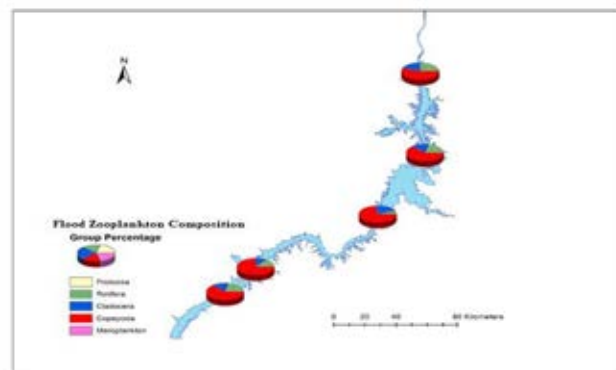 N
Flood Zooplankton Composition
Group Percentage
Protozoa
Rotifera
Cladocera
Copepoda
Meroplankton
0 20 40 80 Kilometers